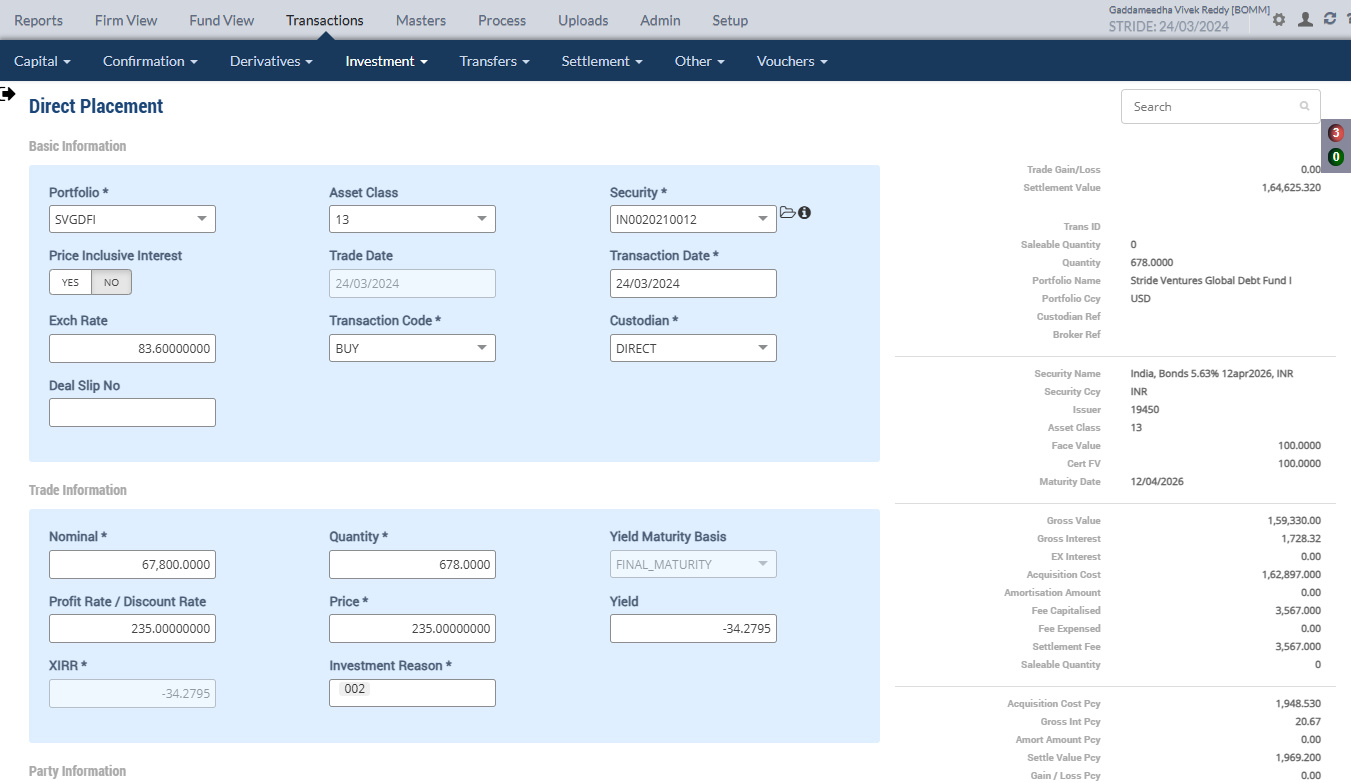 Reports Firm View Fund View Transactions Masters Process Uploads Admin Setup
Gaddameedha Vivek Reddy [BOMM]
STRIDE: 24/03/2024
Capital Confirmation Derivatives Investment Transfers Settlement Other Vouchers
Direct Placement
Search
3
0
Basic Information
Portfolio * Asset Class Security *
SVGDFI 13 IN0020210012
Price Inclusive Interest Trade Date Transaction Date *
YES NO 24/03/2024 24/03/2024
Exch Rate Transaction Code * Custodian *
83.60000000 BUY DIRECT
Deal Slip No
Trade Information
Nominal * Quantity * Yield Maturity Basis
67,800.0000 678.0000 FINAL_MATURITY
Profit Rate / Discount Rate Price * Yield
235.00000000 235.00000000 -34.2795
XIRR * Investment Reason *
-34.2795 002
Party Information
Trade Gain/Loss 0.00
Settlement Value 1,64,625.320
Trans ID
Saleable Quantity 0
Quantity 678.0000
Portfolio Name Stride Ventures Global Debt Fund I
Portfolio Ccy USD
Custodian Ref
Broker Ref
Security Name India, Bonds 5.63% 12apr2026, INR
Security Ccy INR
Issuer 19450
Asset Class 13
Face Value 100.0000
Cert FV 100.0000
Maturity Date 12/04/2026
Gross Value 1,59,330.00
Gross Interest 1,728.32
EX Interest 0.00
Acquisition Cost 1,62,897.000
Amortisation Amount 0.00
Fee Capitalised 3,567.000
Fee Expensed 0.00
Settlement Fee 3,567.000
Saleable Quantity 0
Acquisition Cost Pcy 1,948.530
Gross Int Pcy 20.67
Amort Amount Pcy 0.00
Settle Value Pcy 1,969.200
Gain / Loss Pcy 0.00